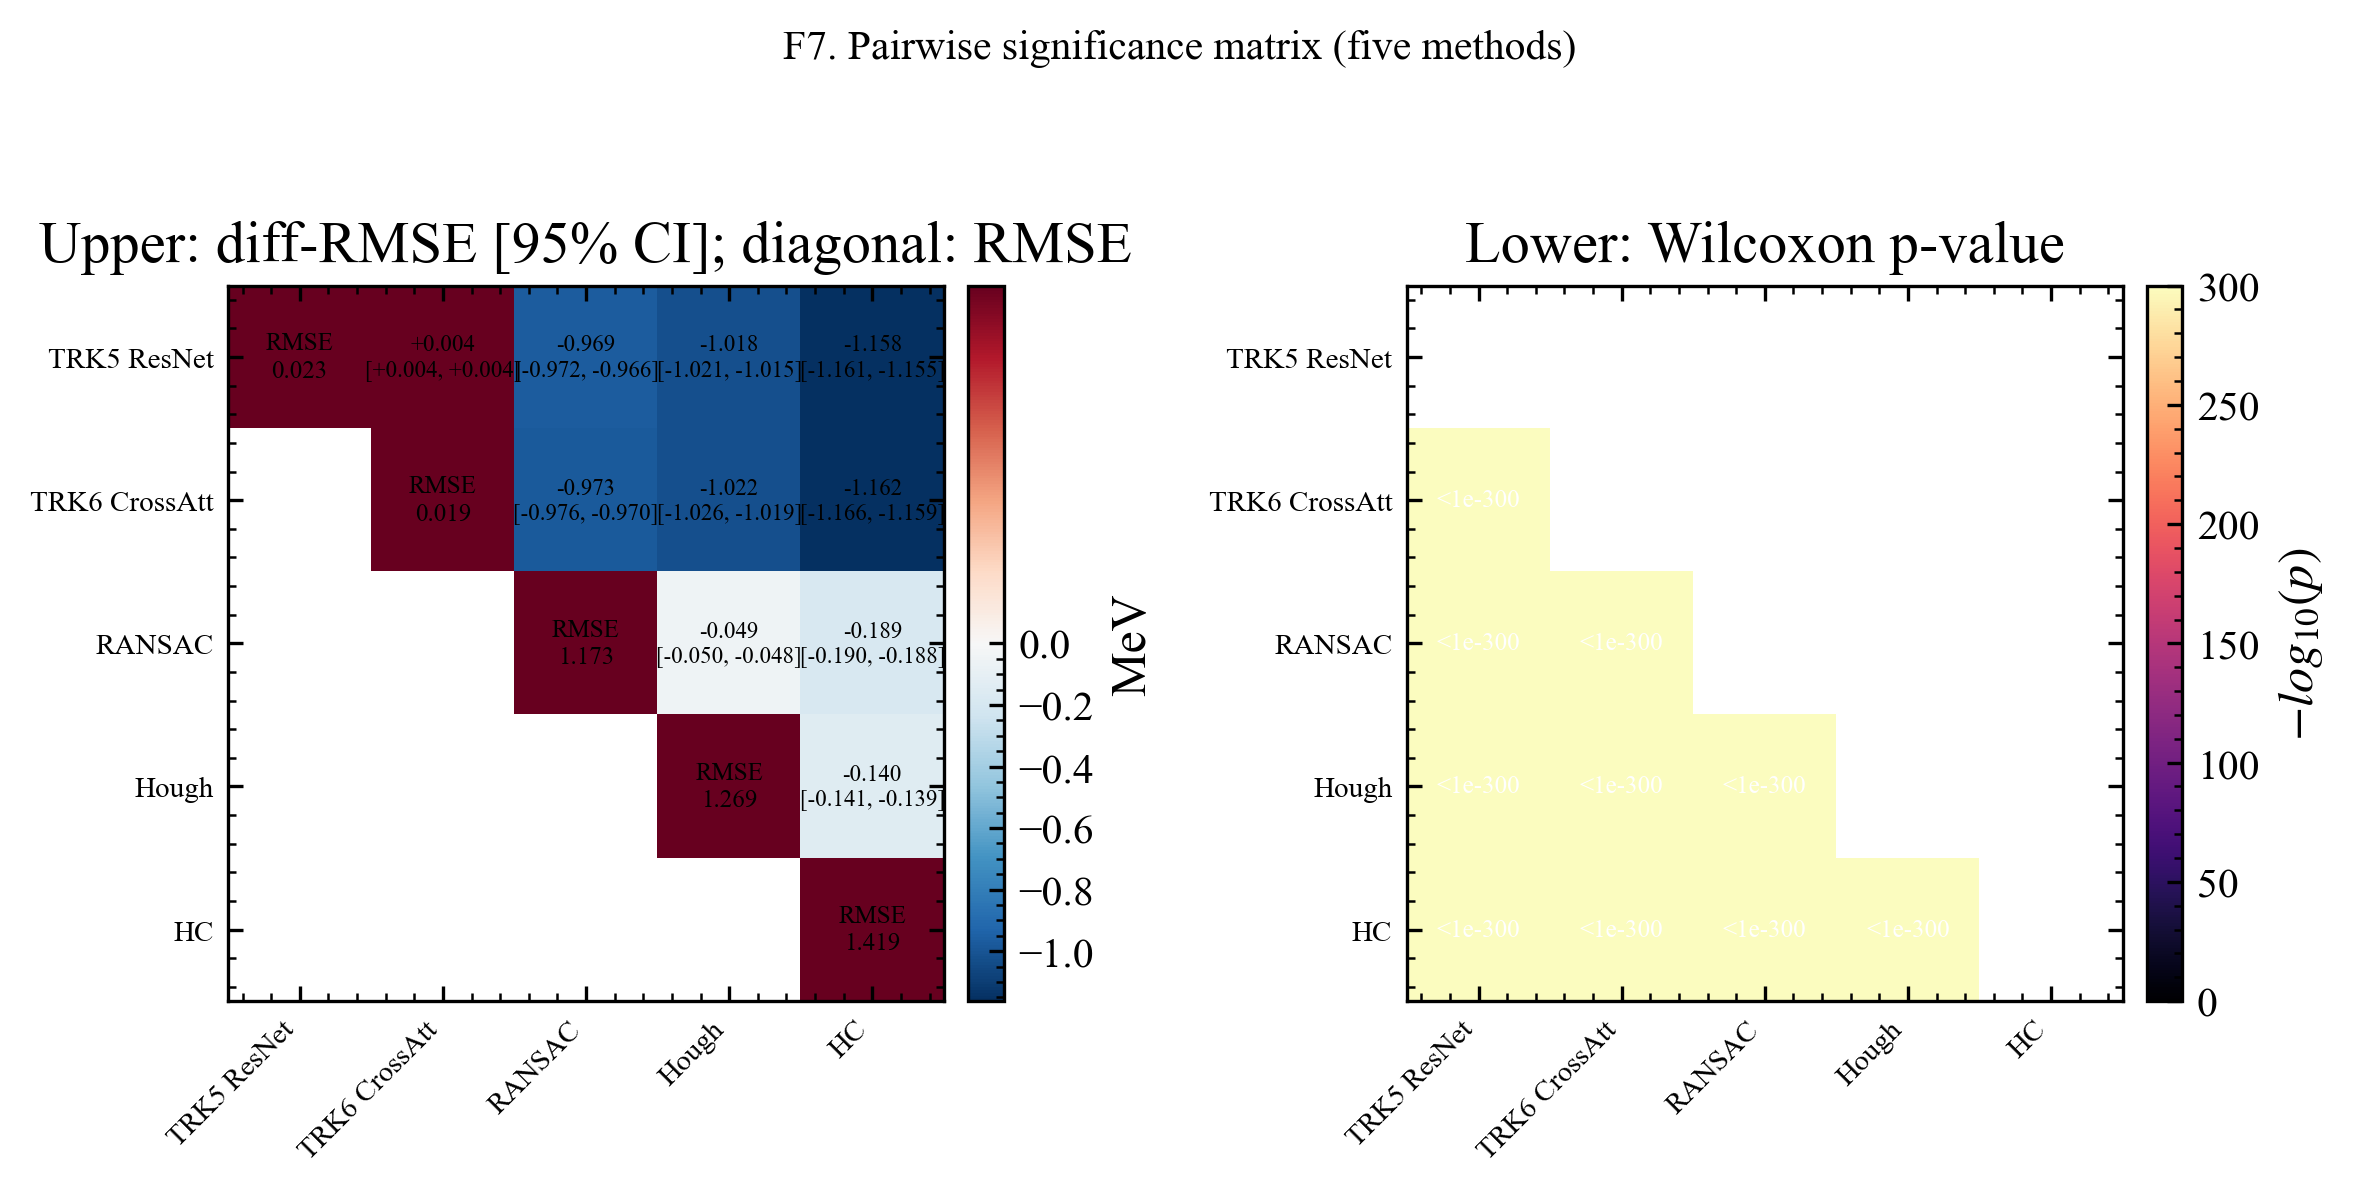 F7. Pairwise significance matrix (five methods)
Upper: diff-RMSE [95% CI]; diagonal: RMSE
TRK5 ResNet
TRK6 CrossAtt
RANSAC
Hough
HC
RMSE
0.023
+0.004
[+0.004, +0.004]
-0.969
[-0.972, -0.966]
-1.018
[-1.021, -1.015]
-1.158
[-1.161, -1.155]
RMSE
0.019
-0.973
[-0.976, -0.970]
-1.022
[-1.026, -1.019]
-1.162
[-1.166, -1.159]
RMSE
1.173
-0.049
[-0.050, -0.048]
-0.189
[-0.190, -0.188]
RMSE
1.269
-0.140
[-0.141, -0.139]
RMSE
1.419
TRK5 ResNet
TRK6 CrossAtt
RANSAC
Hough
HC
0.0
−0.2
−0.4
−0.6
−0.8
−1.0
MeV
Lower: Wilcoxon p-value
TRK5 ResNet
TRK6 CrossAtt
RANSAC
Hough
HC
<1e-300
<1e-300 <1e-300
<1e-300 <1e-300 <1e-300
<1e-300 <1e-300 <1e-300 <1e-300
TRK5 ResNet
TRK6 CrossAtt
RANSAC
Hough
HC
300
250
200
150
100
50
0
−log10(p)